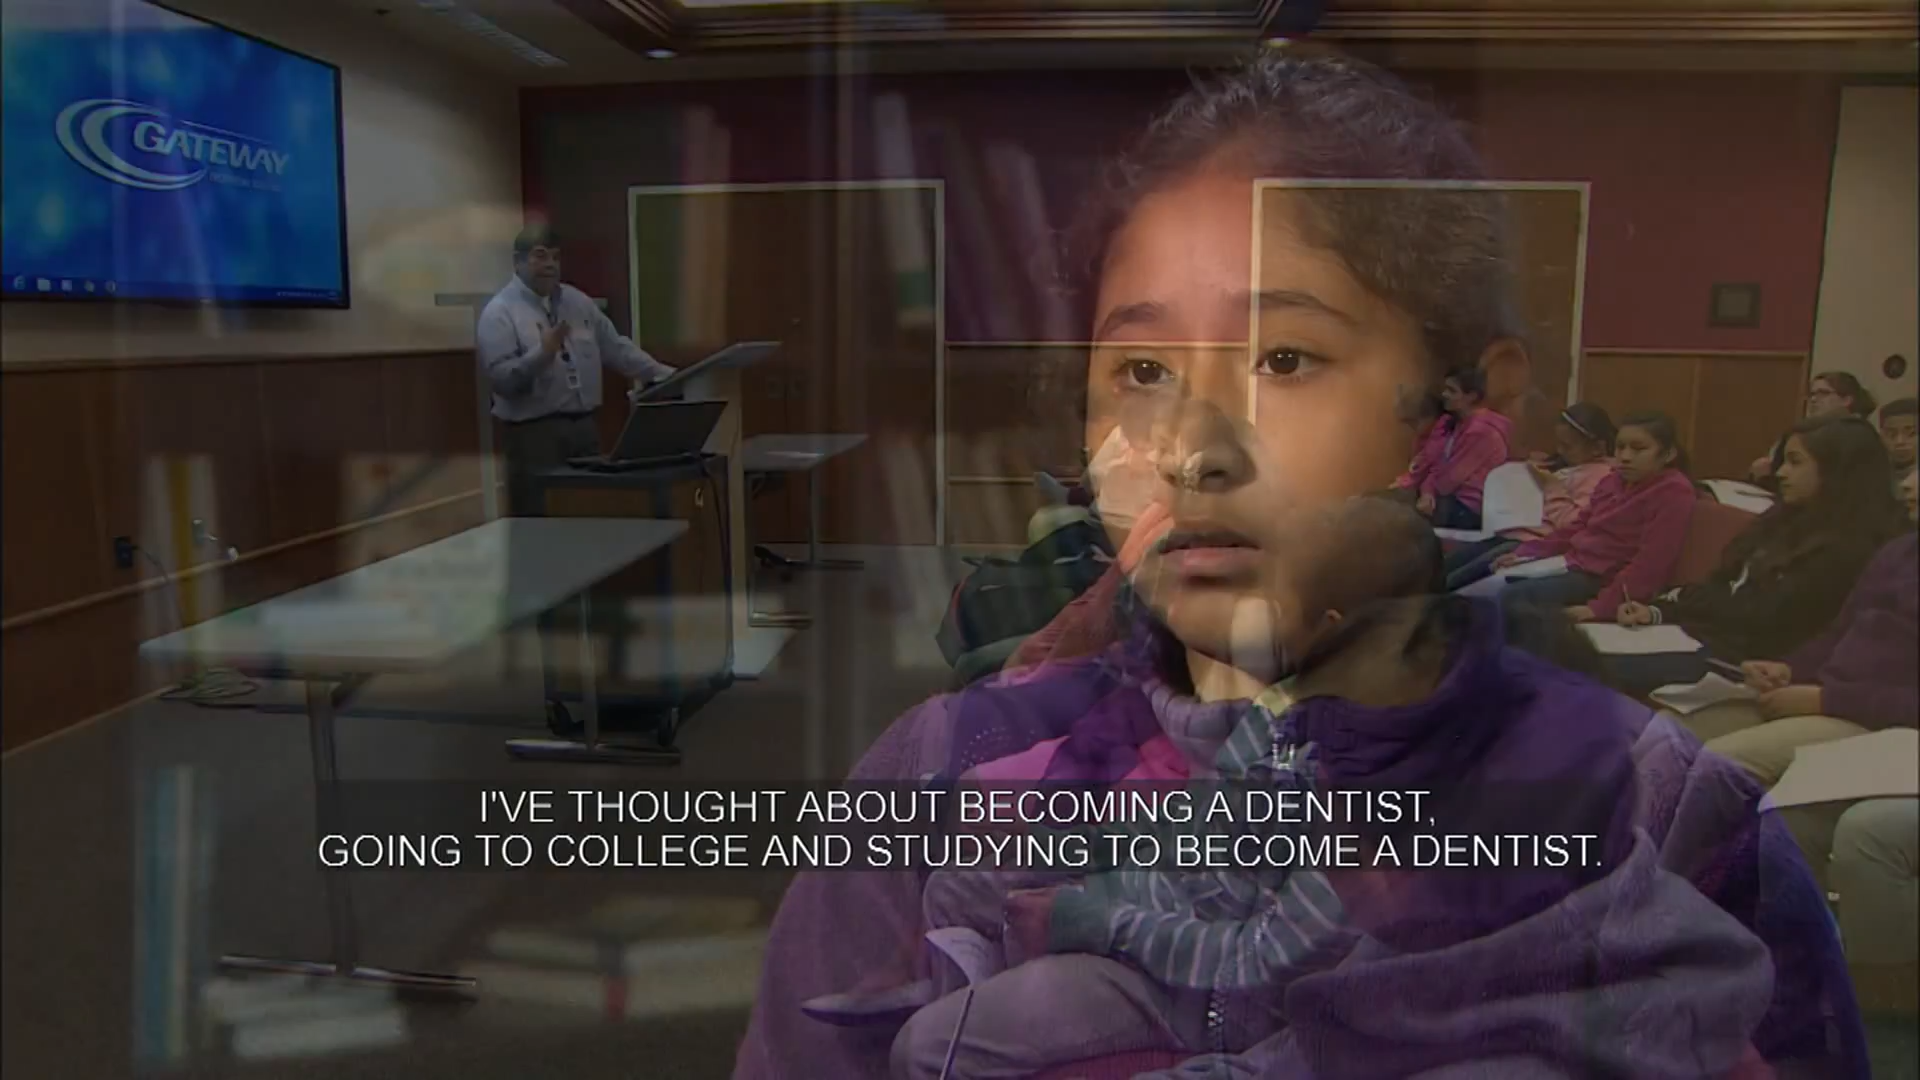 GATEWAY
I'VE THOUGHT ABOUT BECOMING A DENTIST,
GOING TO COLLEGE AND STUDYING TO BECOME A DENTIST.